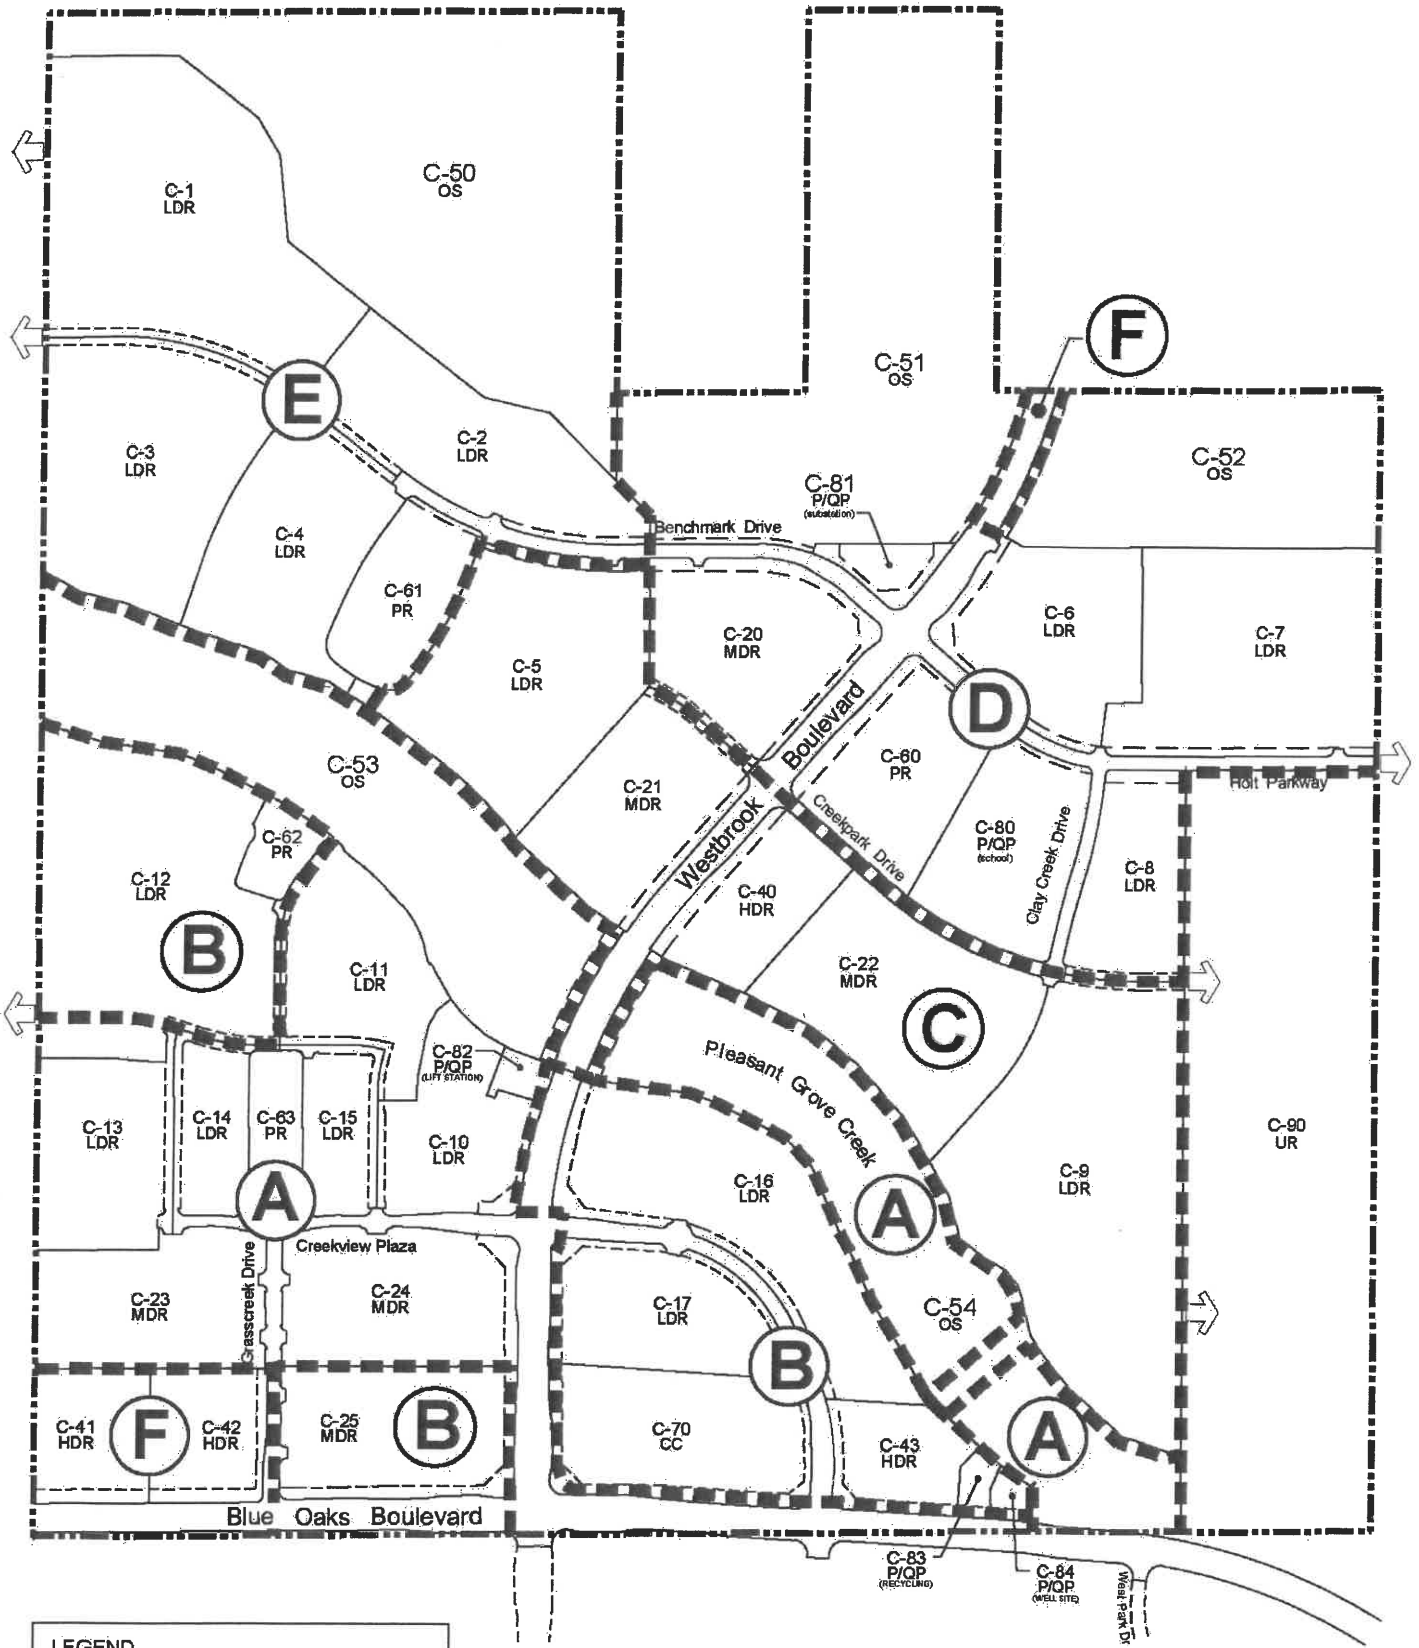 C-50
OS
C-1
LDR
F
C-51
OS
E
C-2
LDR
C-3
LDR
C-52
OS
C-81
P/QP
(substation)
Benchmark Drive
C-4
LDR
C-61
PR
C-6
LDR
C-7
LDR
C-20
MDR
C-5
LDR
D
Westbrook Boulevard
C-60
PR
C-53
OS
C-21
MDR
Holt Parkway
Creekpark Drive
C-62
PR
C-80
P/QP
(school)
Clay Creek Drive
C-8
LDR
C-12
LDR
C-40
HDR
B
C-11
LDR
C-22
MDR
C
C-82
P/QP
(LIFT STATION)
Pleasant Grove Creek
C-13
LDR
C-14
LDR
C-63
PR
C-15
LDR
C-10
LDR
C-90
UR
C-16
LDR
C-9
LDR
A
A
Creekview Plaza
Grasscreek Drive
C-23
MDR
C-24
MDR
C-17
LDR
C-54
OS
B
C-41
HDR
F
C-42
HDR
C-25
MDR
B
C-70
CC
C-43
HDR
A
Blue Oaks Boulevard
C-83
P/QP
(RECYCLING)
C-84
P/QP
(WELL SITE)
West Park Dr
LEGEND